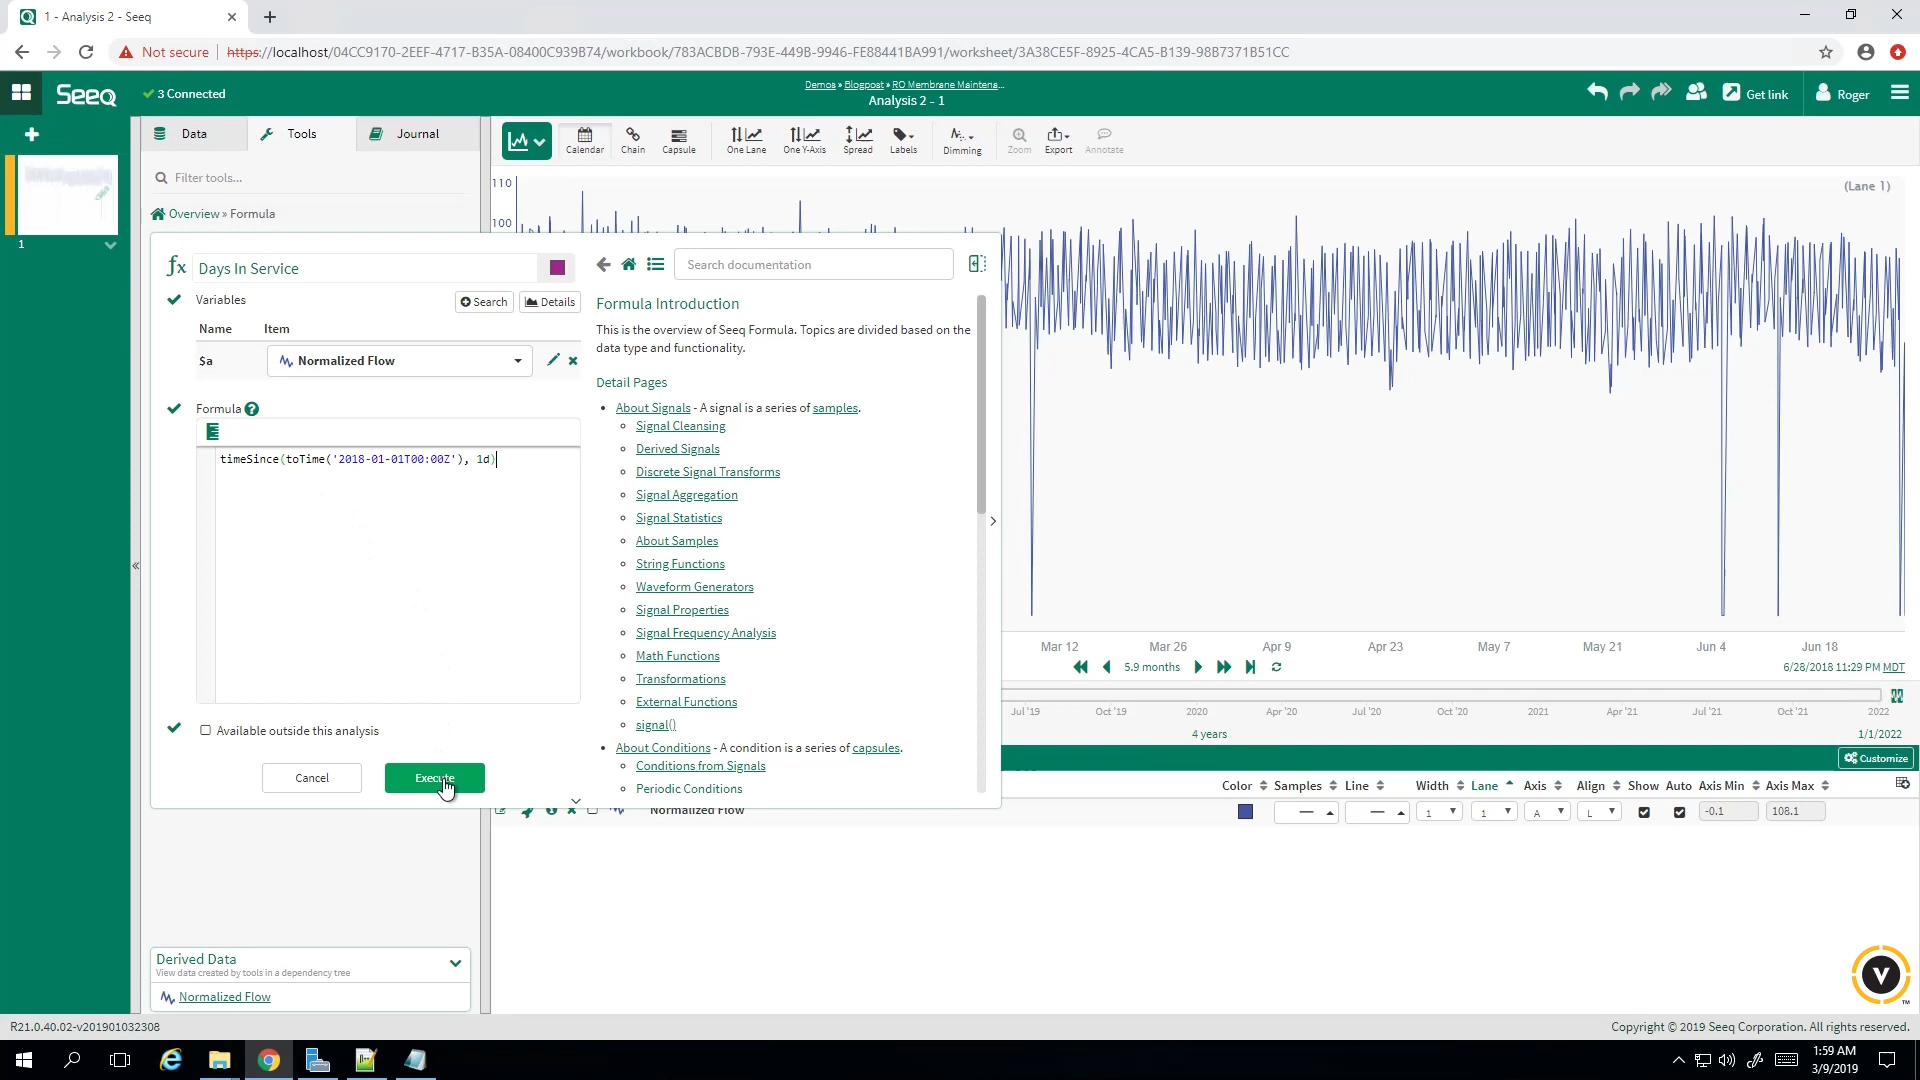 1 - Analysis 2 - Seeq
Not secure
https://localhost/04CC9170-2EEF-4717-B35A-08400C939B74/workbook/783ACBDB-793E-449B-9946-FE88441BA991/worksheet/3A38CE5F-8925-4CA5-B139-98B7371B51CC
Seeq
3 Connected
Demos » Blogpost » RO Membrane Maintena...
Analysis 2 - 1
Get link
Roger
Data
Tools
Journal
Calendar
Chain
Capsule
One Lane
One Y-Axis
Spread
Labels
Dimming
Zoom
Export
Annotate
Filter tools...
Overview » Formula
1
110
100
(Lane 1)
Days In Service
Variables
Search
Details
Name
Item
$a
Normalized Flow
Formula
timeSince(toTime('2018-01-01T00:00Z'), 1d)
Available outside this analysis
Cancel
Execute
Search documentation
Formula Introduction
This is the overview of Seeq Formula. Topics are divided based on the
data type and functionality.
Detail Pages
About Signals - A signal is a series of samples.
Signal Cleansing
Derived Signals
Discrete Signal Transforms
Signal Aggregation
Signal Statistics
About Samples
String Functions
Waveform Generators
Signal Properties
Signal Frequency Analysis
Math Functions
Transformations
External Functions
signal()
About Conditions - A condition is a series of capsules.
Conditions from Signals
Periodic Conditions
Mar 12
Mar 26
Apr 9
Apr 23
May 7
May 21
Jun 4
Jun 18
5.9 months
6/28/2018 11:29 PM MDT
Jul '19
Oct '19
2020
Apr '20
Jul '20
Oct '20
2021
Apr '21
Jul '21
Oct '21
2022
4 years
1/1/2022
Customize
Color
Samples
Line
Width
Lane
Axis
Align
Show
Auto
Axis Min
Axis Max
Normalized Flow
1
1
A
L
-0.1
108.1
Derived Data
View data created by tools in a dependency tree
Normalized Flow
V
TM
R21.0.40.02-v201901032308
Copyright © 2019 Seeq Corporation. All rights reserved.
1:59 AM
3/9/2019